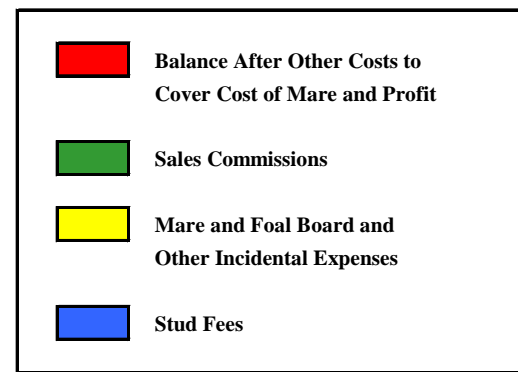 Balance After Other Costs to
Cover Cost of Mare and Profit
Sales Commissions
Mare and Foal Board and
Other Incidental Expenses
Stud Fees